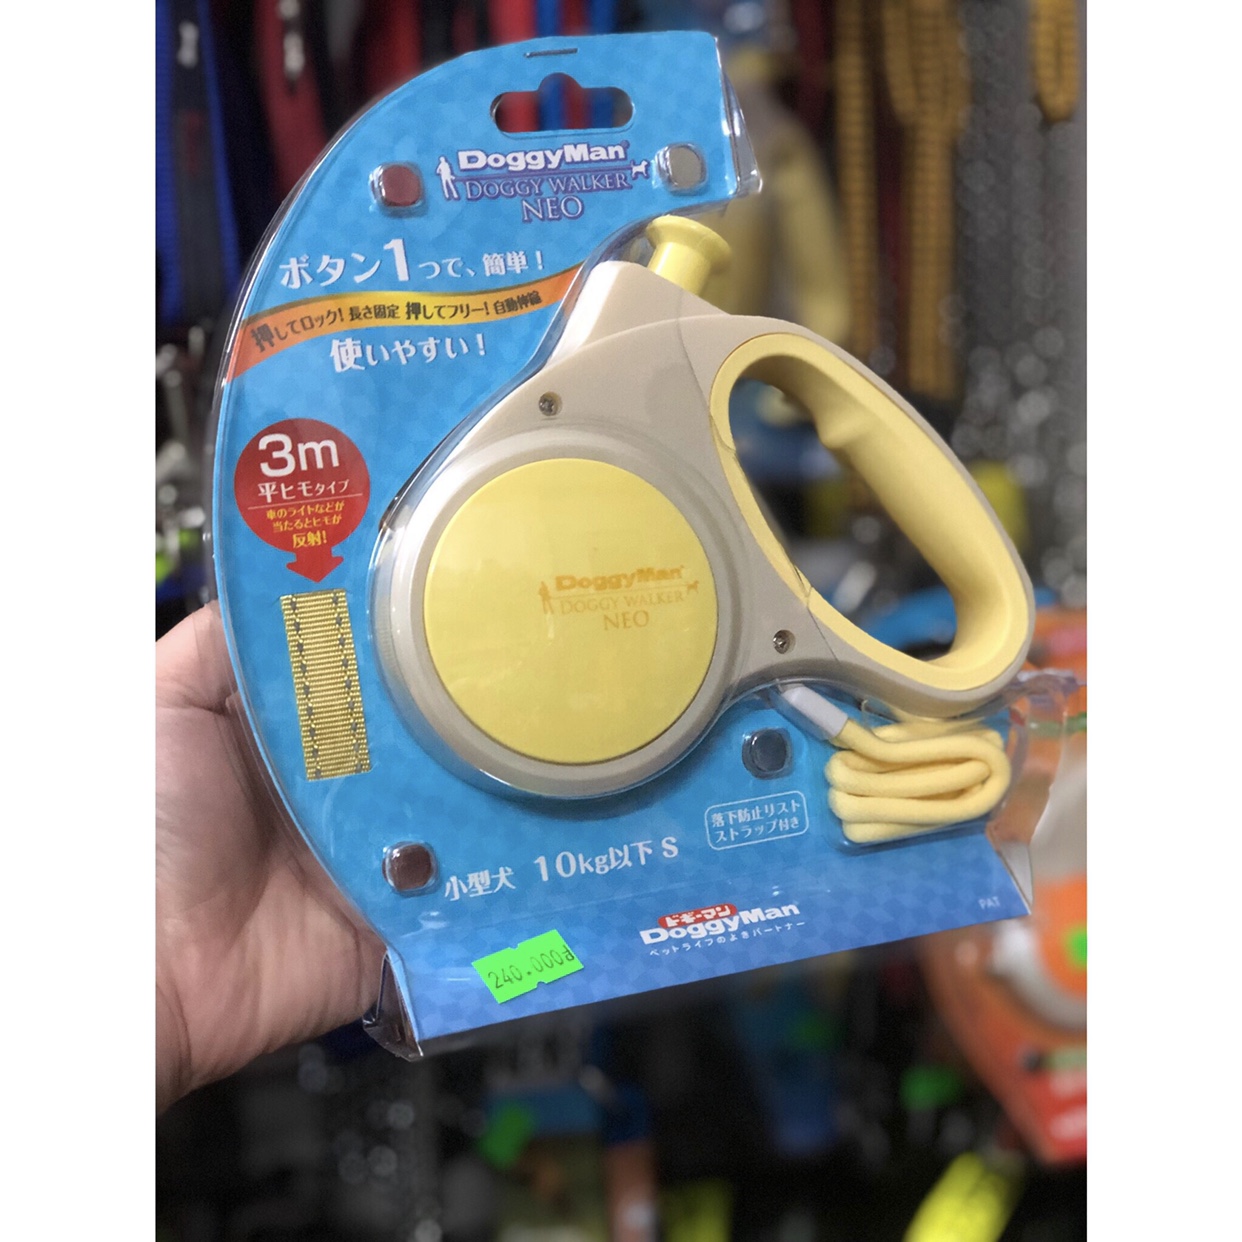 DoggyMan
DOGGY WALKER
NEO
ボタン1つで、簡単！
押してロック！長さ固定 押してフリー！自動伸縮
使いやすい！
3m
平ヒモタイプ
車のライトなどが
当たるとヒモが
反射！
DoggyMan
DOGGY WALKER
NEO
落下防止リスト
ストラップ付き
小型犬 10kg以下 S
ドギーマン
DoggyMan
ペットライフのよきパートナー
PAT
240.000đ